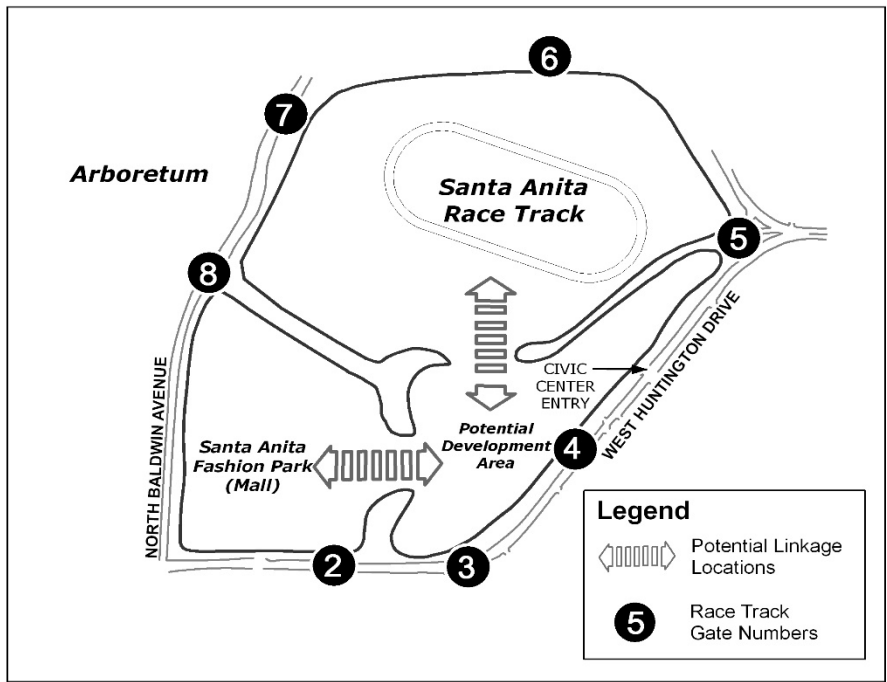 6
7
Arboretum
Santa Anita
Race Track
5
8
NORTH BALDWIN AVENUE
WEST HUNTINGTON DRIVE
CIVIC
CENTER
ENTRY
Santa Anita
Fashion Park
(Mall)
Potential
Development
Area
4
2
3
Legend
Potential Linkage
Locations
5
Race Track
Gate Numbers